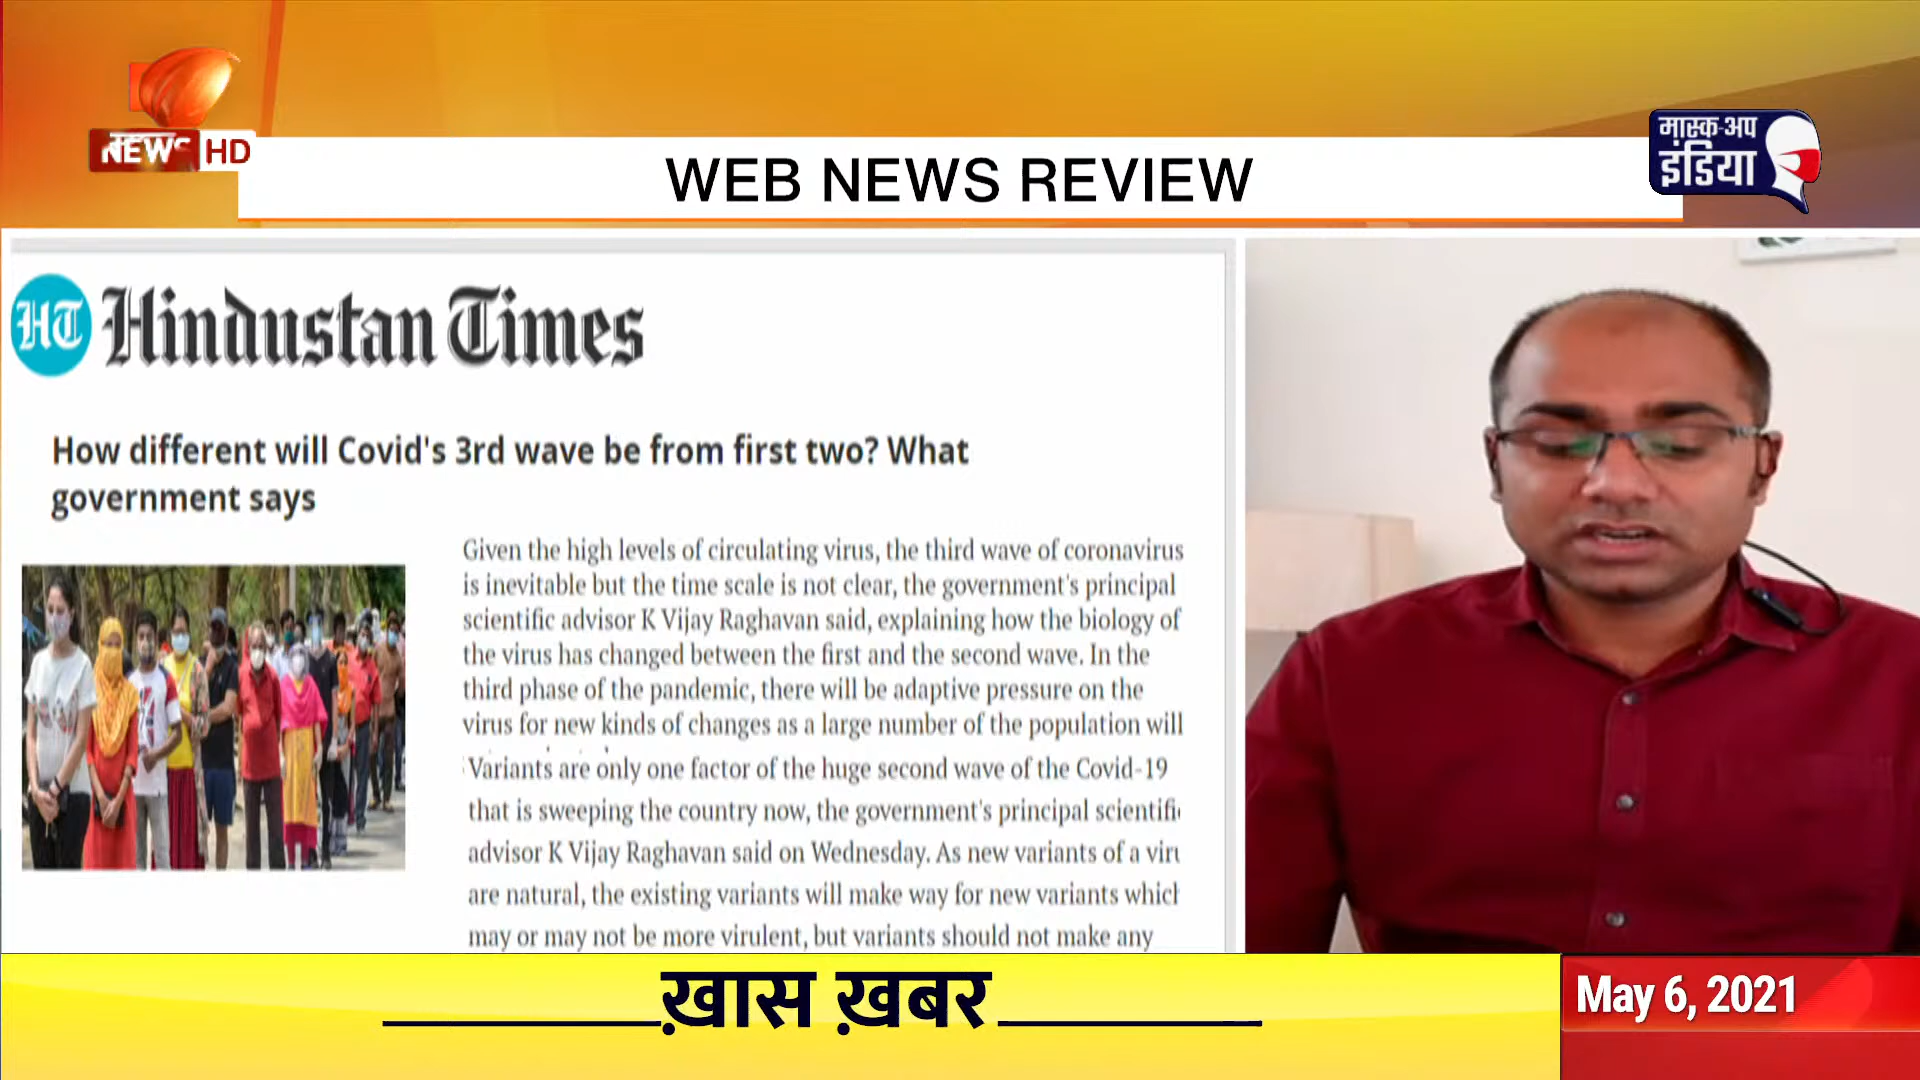 NEWS HD
WEB NEWS REVIEW
मास्क-अप
इंडिया
HT Hindustan Times
How different will Covid's 3rd wave be from first two? What
government says
Given the high levels of circulating virus, the third wave of coronavirus
is inevitable but the time scale is not clear, the government's principal
scientific advisor K Vijay Raghavan said, explaining how the biology of
the virus has changed between the first and the second wave. In the
third phase of the pandemic, there will be adaptive pressure on the
virus for new kinds of changes as a large number of the population will
Variants are only one factor of the huge second wave of the Covid-19
that is sweeping the country now, the government's principal scientifi
advisor K Vijay Raghavan said on Wednesday. As new variants of a viru
are natural, the existing variants will make way for new variants which
may or may not be more virulent, but variants should not make any
ख़ास ख़बर
May 6, 2021